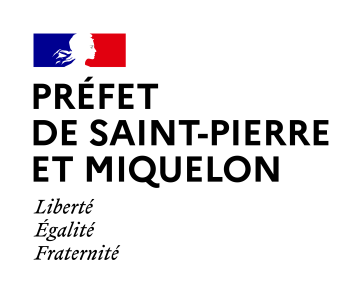 PRÉFET
DE SAINT-PIERRE
ET MIQUELON
Liberté
Égalité
Fraternité